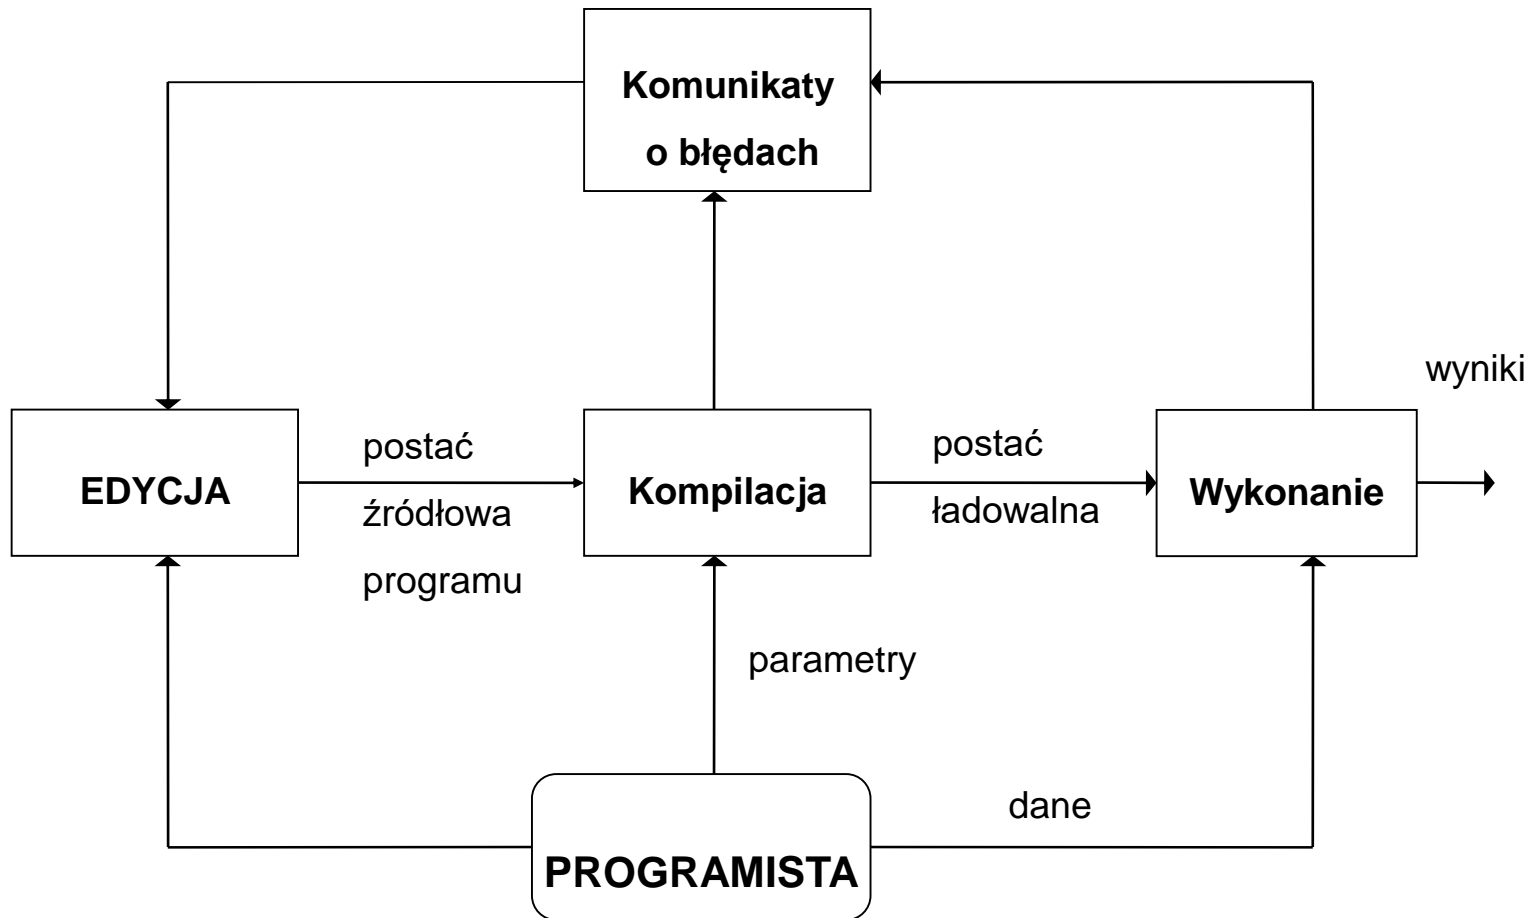 Komunikaty
o błędach
wyniki
EDYCJA
postać
źródłowa
programu
Kompilacja
postać
ładowalna
Wykonanie
parametry
dane
PROGRAMISTA